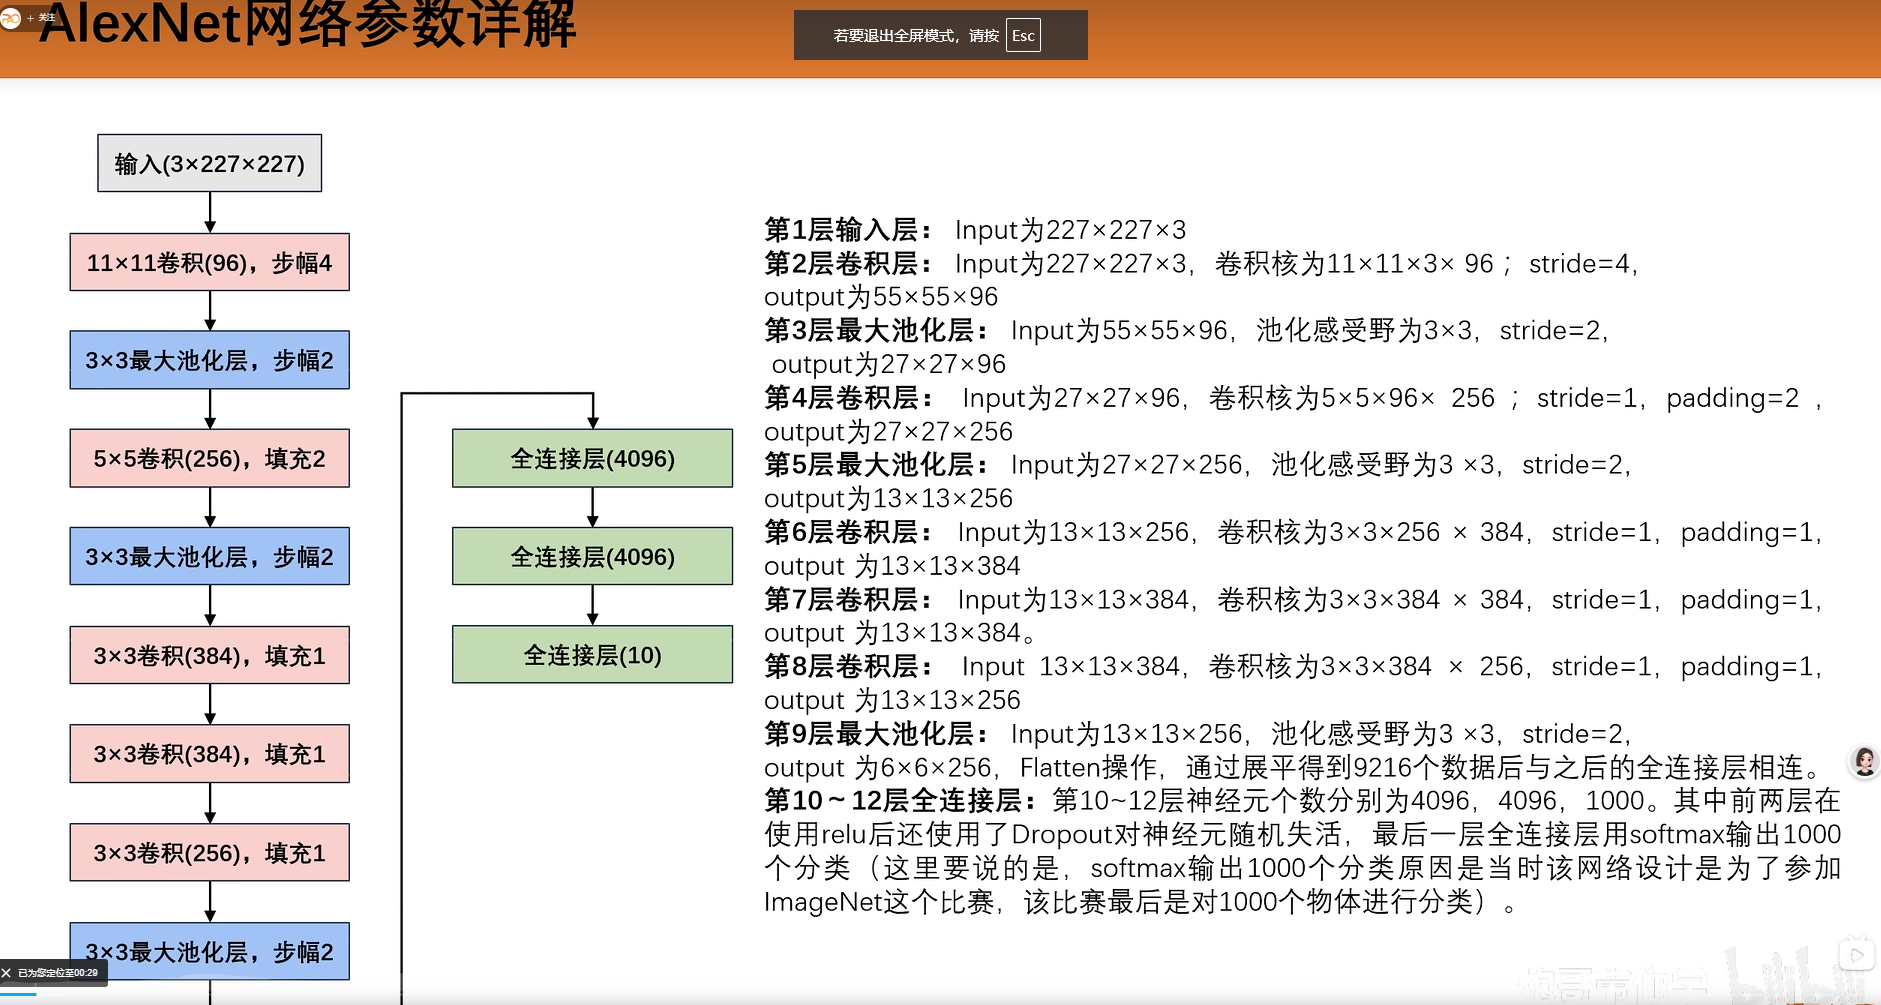 AlexNet网络参数详解
+ 关注
若要退出全屏模式，请按 Esc
输入(3×227×227)
11×11卷积(96)，步幅4
3×3最大池化层，步幅2
5×5卷积(256)，填充2
3×3最大池化层，步幅2
3×3卷积(384)，填充1
3×3卷积(384)，填充1
3×3卷积(256)，填充1
3×3最大池化层，步幅2
全连接层(4096)
全连接层(4096)
全连接层(10)
第1层输入层： Input为227×227×3
第2层卷积层： Input为227×227×3，卷积核为11×11×3× 96；stride=4，
output为55×55×96
第3层最大池化层： Input为55×55×96，池化感受野为3×3，stride=2，
output为27×27×96
第4层卷积层： Input为27×27×96，卷积核为5×5×96× 256 ；stride=1，padding=2 ，
output为27×27×256
第5层最大池化层： Input为27×27×256，池化感受野为3 ×3，stride=2，
output为13×13×256
第6层卷积层： Input为13×13×256，卷积核为3×3×256 × 384，stride=1，padding=1，
output 为13×13×384
第7层卷积层： Input为13×13×384，卷积核为3×3×384 × 384，stride=1，padding=1，
output 为13×13×384。
第8层卷积层： Input 13×13×384，卷积核为3×3×384 × 256，stride=1，padding=1，
output 为13×13×256
第9层最大池化层： Input为13×13×256，池化感受野为3 ×3，stride=2，
output 为6×6×256，Flatten操作，通过展平得到9216个数据后与之后的全连接层相连。
第10～12层全连接层：第10~12层神经元个数分别为4096，4096，1000。其中前两层在
使用relu后还使用了Dropout对神经元随机失活，最后一层全连接层用softmax输出1000
个分类（这里要说的是，softmax输出1000个分类原因是当时该网络设计是为了参加
ImageNet这个比赛，该比赛最后是对1000个物体进行分类）。
已为您定位至00:29
炮哥带你学
bilibili